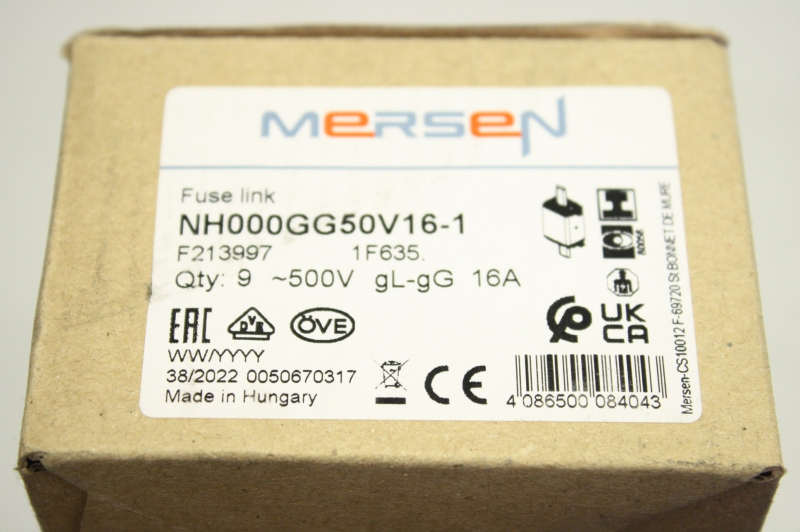 MERSEN
Fuse link
NH000GG50V16-1
F213997 1F635.
Qty: 9 ~500V gL-gG 16A
EAC DVE ÖVE
UK
CA
WW/YYYY
38/2022 0050670317
Made in Hungary
CE
4 086500 084043
Mersen-CS10012 F-69720 St BONNET DE MURE